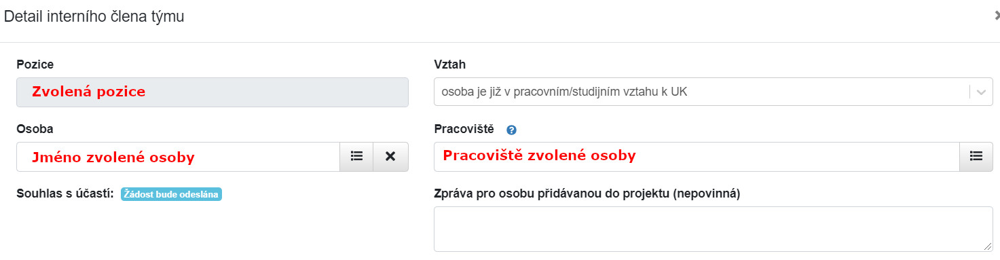 Detail interního člena týmu
Pozice
Zvolená pozice
Vztah
osoba je již v pracovním/studijním vztahu k UK
Osoba
Jméno zvolené osoby
Pracoviště
Pracoviště zvolené osoby
Souhlas s účastí: Žádost bude odeslána
Zpráva pro osobu přidávanou do projektu (nepovinná)